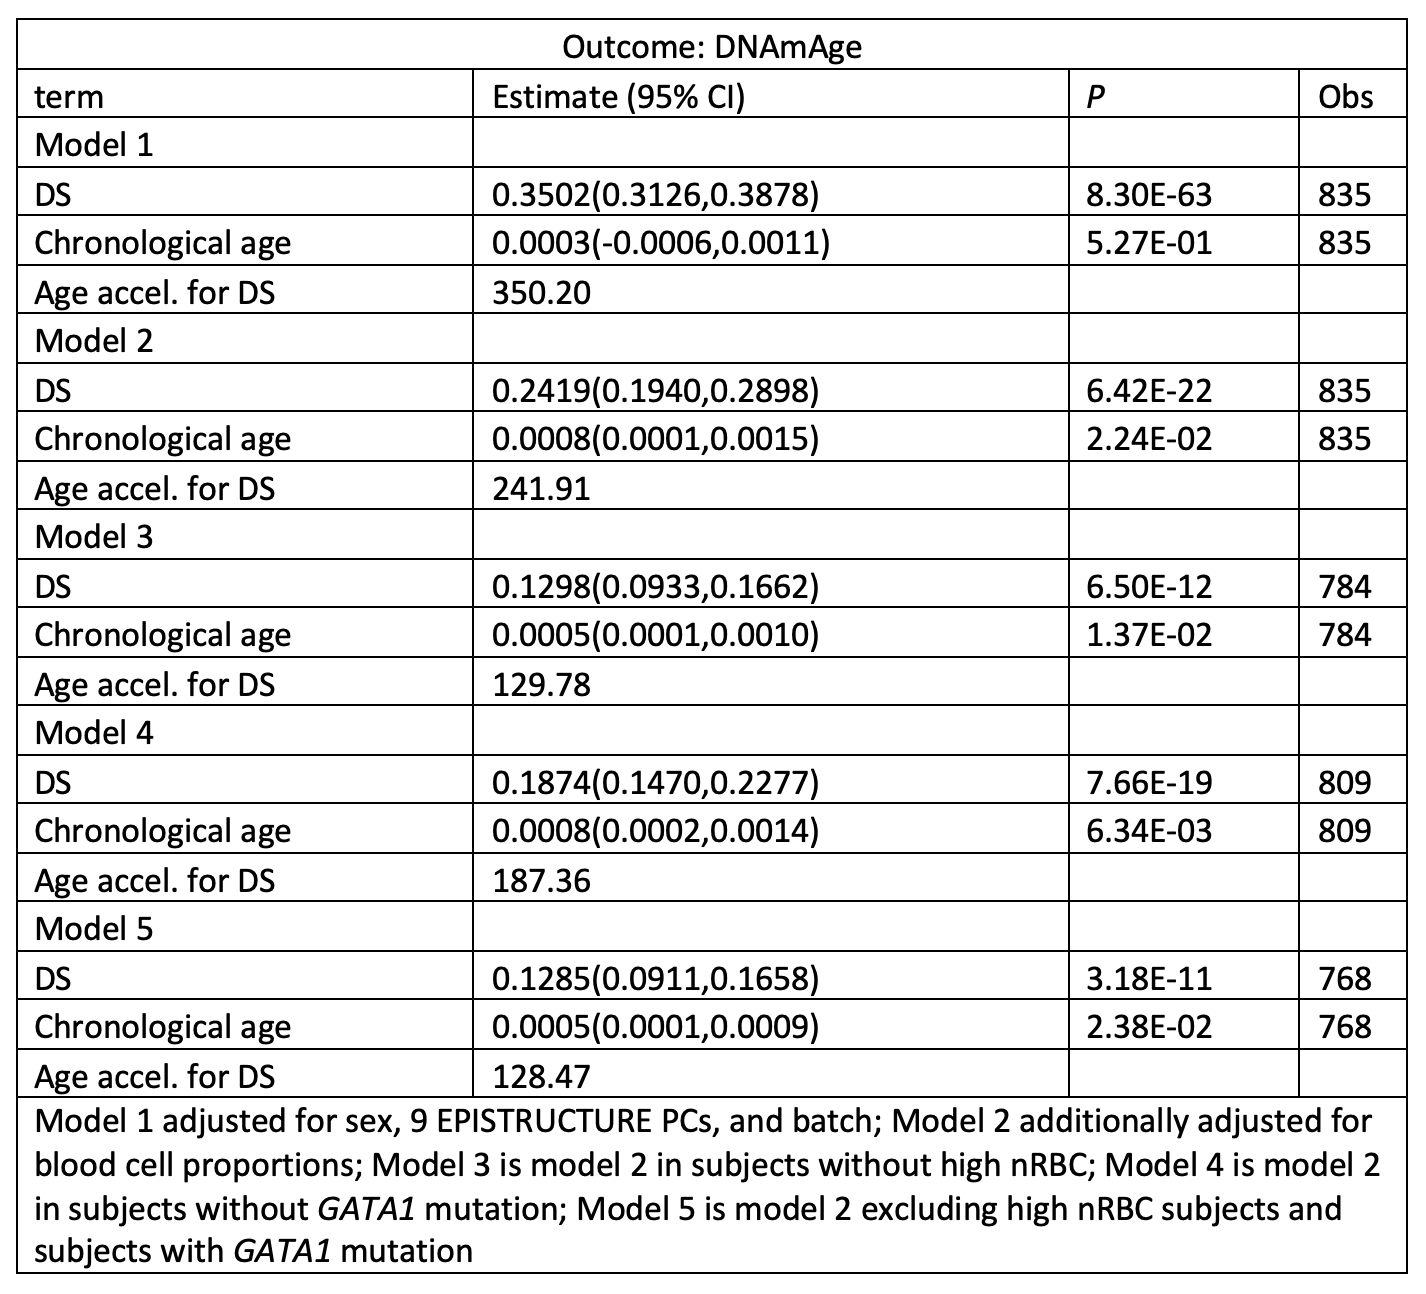 Outcome: DNAmAge
term Estimate (95% CI) P Obs
Model 1
DS 0.3502(0.3126,0.3878) 8.30E-63 835
Chronological age 0.0003(-0.0006,0.0011) 5.27E-01 835
Age accel. for DS 350.20
Model 2
DS 0.2419(0.1940,0.2898) 6.42E-22 835
Chronological age 0.0008(0.0001,0.0015) 2.24E-02 835
Age accel. for DS 241.91
Model 3
DS 0.1298(0.0933,0.1662) 6.50E-12 784
Chronological age 0.0005(0.0001,0.0010) 1.37E-02 784
Age accel. for DS 129.78
Model 4
DS 0.1874(0.1470,0.2277) 7.66E-19 809
Chronological age 0.0008(0.0002,0.0014) 6.34E-03 809
Age accel. for DS 187.36
Model 5
DS 0.1285(0.0911,0.1658) 3.18E-11 768
Chronological age 0.0005(0.0001,0.0009) 2.38E-02 768
Age accel. for DS 128.47
Model 1 adjusted for sex, 9 EPISTRUCTURE PCs, and batch; Model 2 additionally adjusted for
blood cell proportions; Model 3 is model 2 in subjects without high nRBC; Model 4 is model 2
in subjects without GATA1 mutation; Model 5 is model 2 excluding high nRBC subjects and
subjects with GATA1 mutation